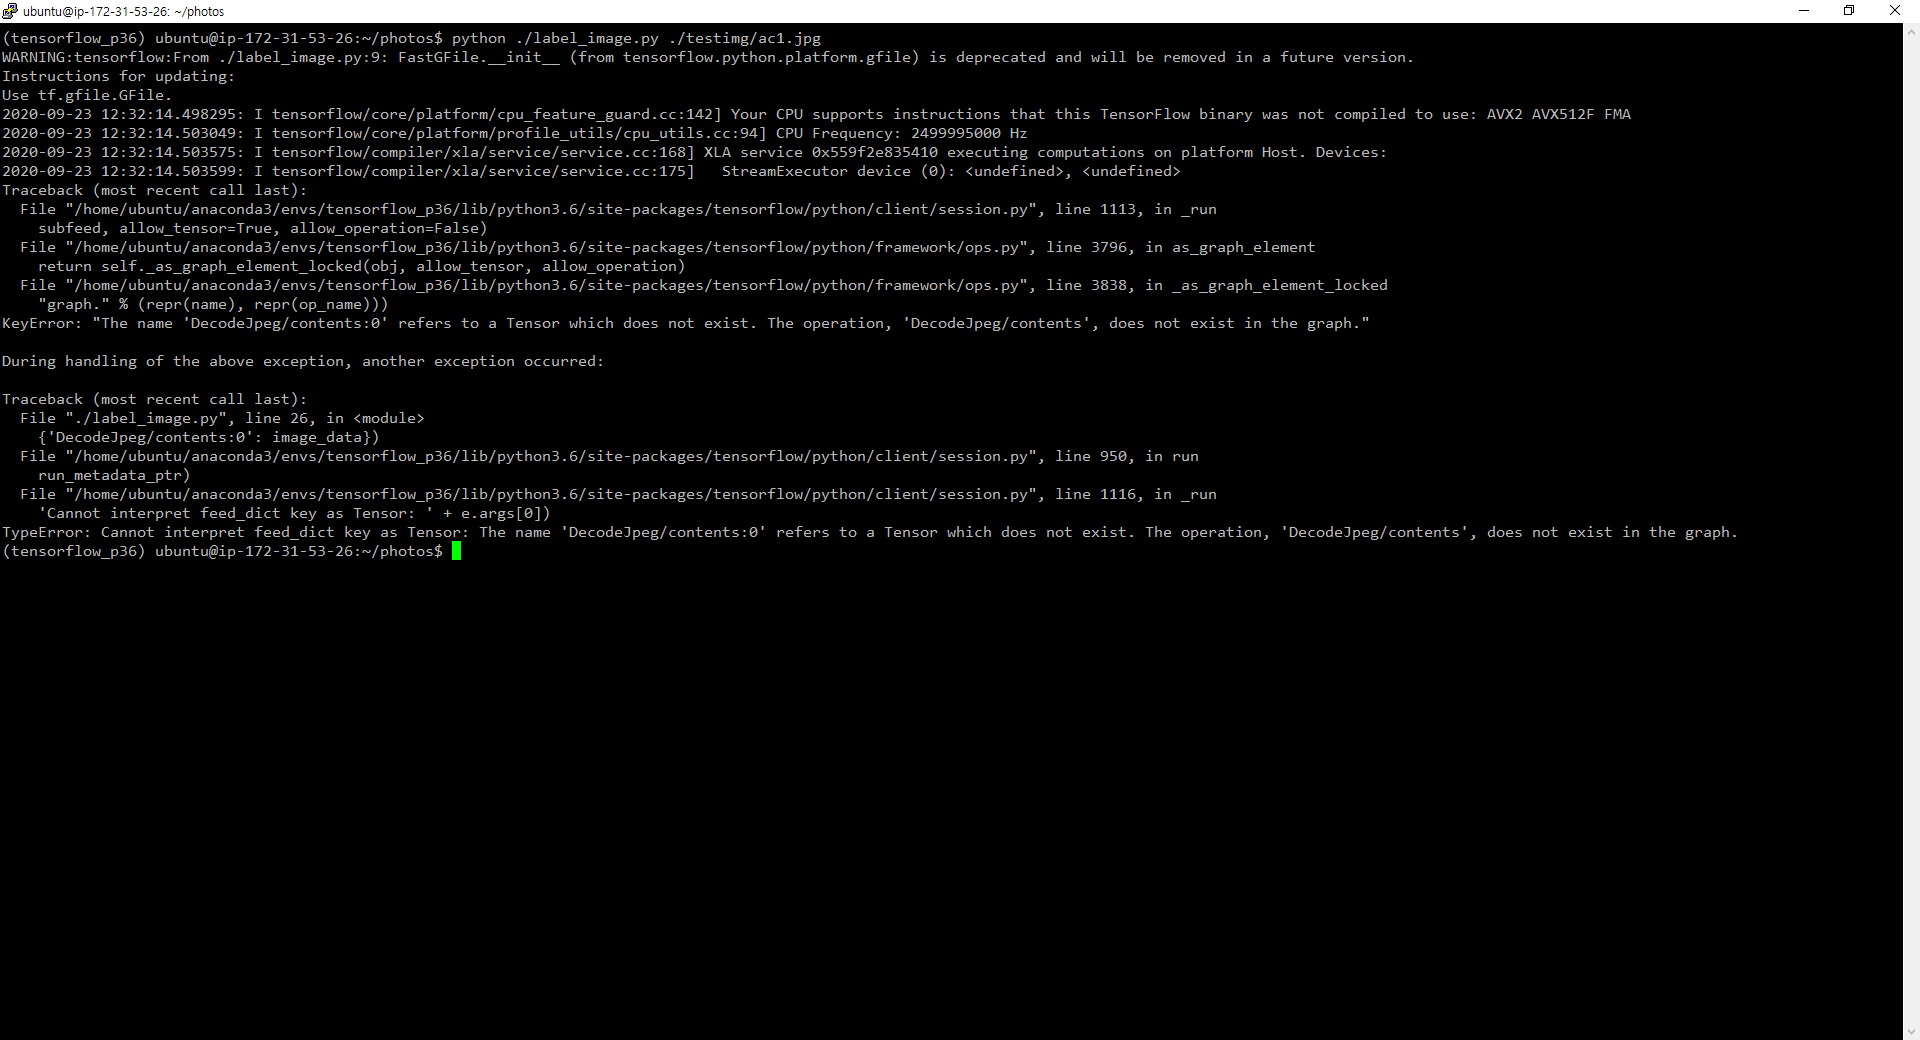 ubuntu@ip-172-31-53-26: ~/photos
(tensorflow_p36) ubuntu@ip-172-31-53-26:~/photos$ python ./label_image.py ./testimg/ac1.jpg
WARNING:tensorflow:From ./label_image.py:9: FastGFile.__init__ (from tensorflow.python.platform.gfile) is deprecated and will be removed in a future version.
Instructions for updating:
Use tf.gfile.GFile.
2020-09-23 12:32:14.498295: I tensorflow/core/platform/cpu_feature_guard.cc:142] Your CPU supports instructions that this TensorFlow binary was not compiled to use: AVX2 AVX512F FMA
2020-09-23 12:32:14.503049: I tensorflow/core/platform/profile_utils/cpu_utils.cc:94] CPU Frequency: 2499995000 Hz
2020-09-23 12:32:14.503575: I tensorflow/compiler/xla/service/service.cc:168] XLA service 0x559f2e835410 executing computations on platform Host. Devices:
2020-09-23 12:32:14.503599: I tensorflow/compiler/xla/service/service.cc:175]   StreamExecutor device (0): <undefined>, <undefined>
Traceback (most recent call last):
  File "/home/ubuntu/anaconda3/envs/tensorflow_p36/lib/python3.6/site-packages/tensorflow/python/client/session.py", line 1113, in _run
    subfeed, allow_tensor=True, allow_operation=False)
  File "/home/ubuntu/anaconda3/envs/tensorflow_p36/lib/python3.6/site-packages/tensorflow/python/framework/ops.py", line 3796, in as_graph_element
    return self._as_graph_element_locked(obj, allow_tensor, allow_operation)
  File "/home/ubuntu/anaconda3/envs/tensorflow_p36/lib/python3.6/site-packages/tensorflow/python/framework/ops.py", line 3838, in _as_graph_element_locked
    "graph." % (repr(name), repr(op_name)))
KeyError: "The name 'DecodeJpeg/contents:0' refers to a Tensor which does not exist. The operation, 'DecodeJpeg/contents', does not exist in the graph."
During handling of the above exception, another exception occurred:
Traceback (most recent call last):
  File "./label_image.py", line 26, in <module>
    {'DecodeJpeg/contents:0': image_data})
  File "/home/ubuntu/anaconda3/envs/tensorflow_p36/lib/python3.6/site-packages/tensorflow/python/client/session.py", line 950, in run
    run_metadata_ptr)
  File "/home/ubuntu/anaconda3/envs/tensorflow_p36/lib/python3.6/site-packages/tensorflow/python/client/session.py", line 1116, in _run
    'Cannot interpret feed_dict key as Tensor: ' + e.args[0])
TypeError: Cannot interpret feed_dict key as Tensor: The name 'DecodeJpeg/contents:0' refers to a Tensor which does not exist. The operation, 'DecodeJpeg/contents', does not exist in the graph.
(tensorflow_p36) ubuntu@ip-172-31-53-26:~/photos$